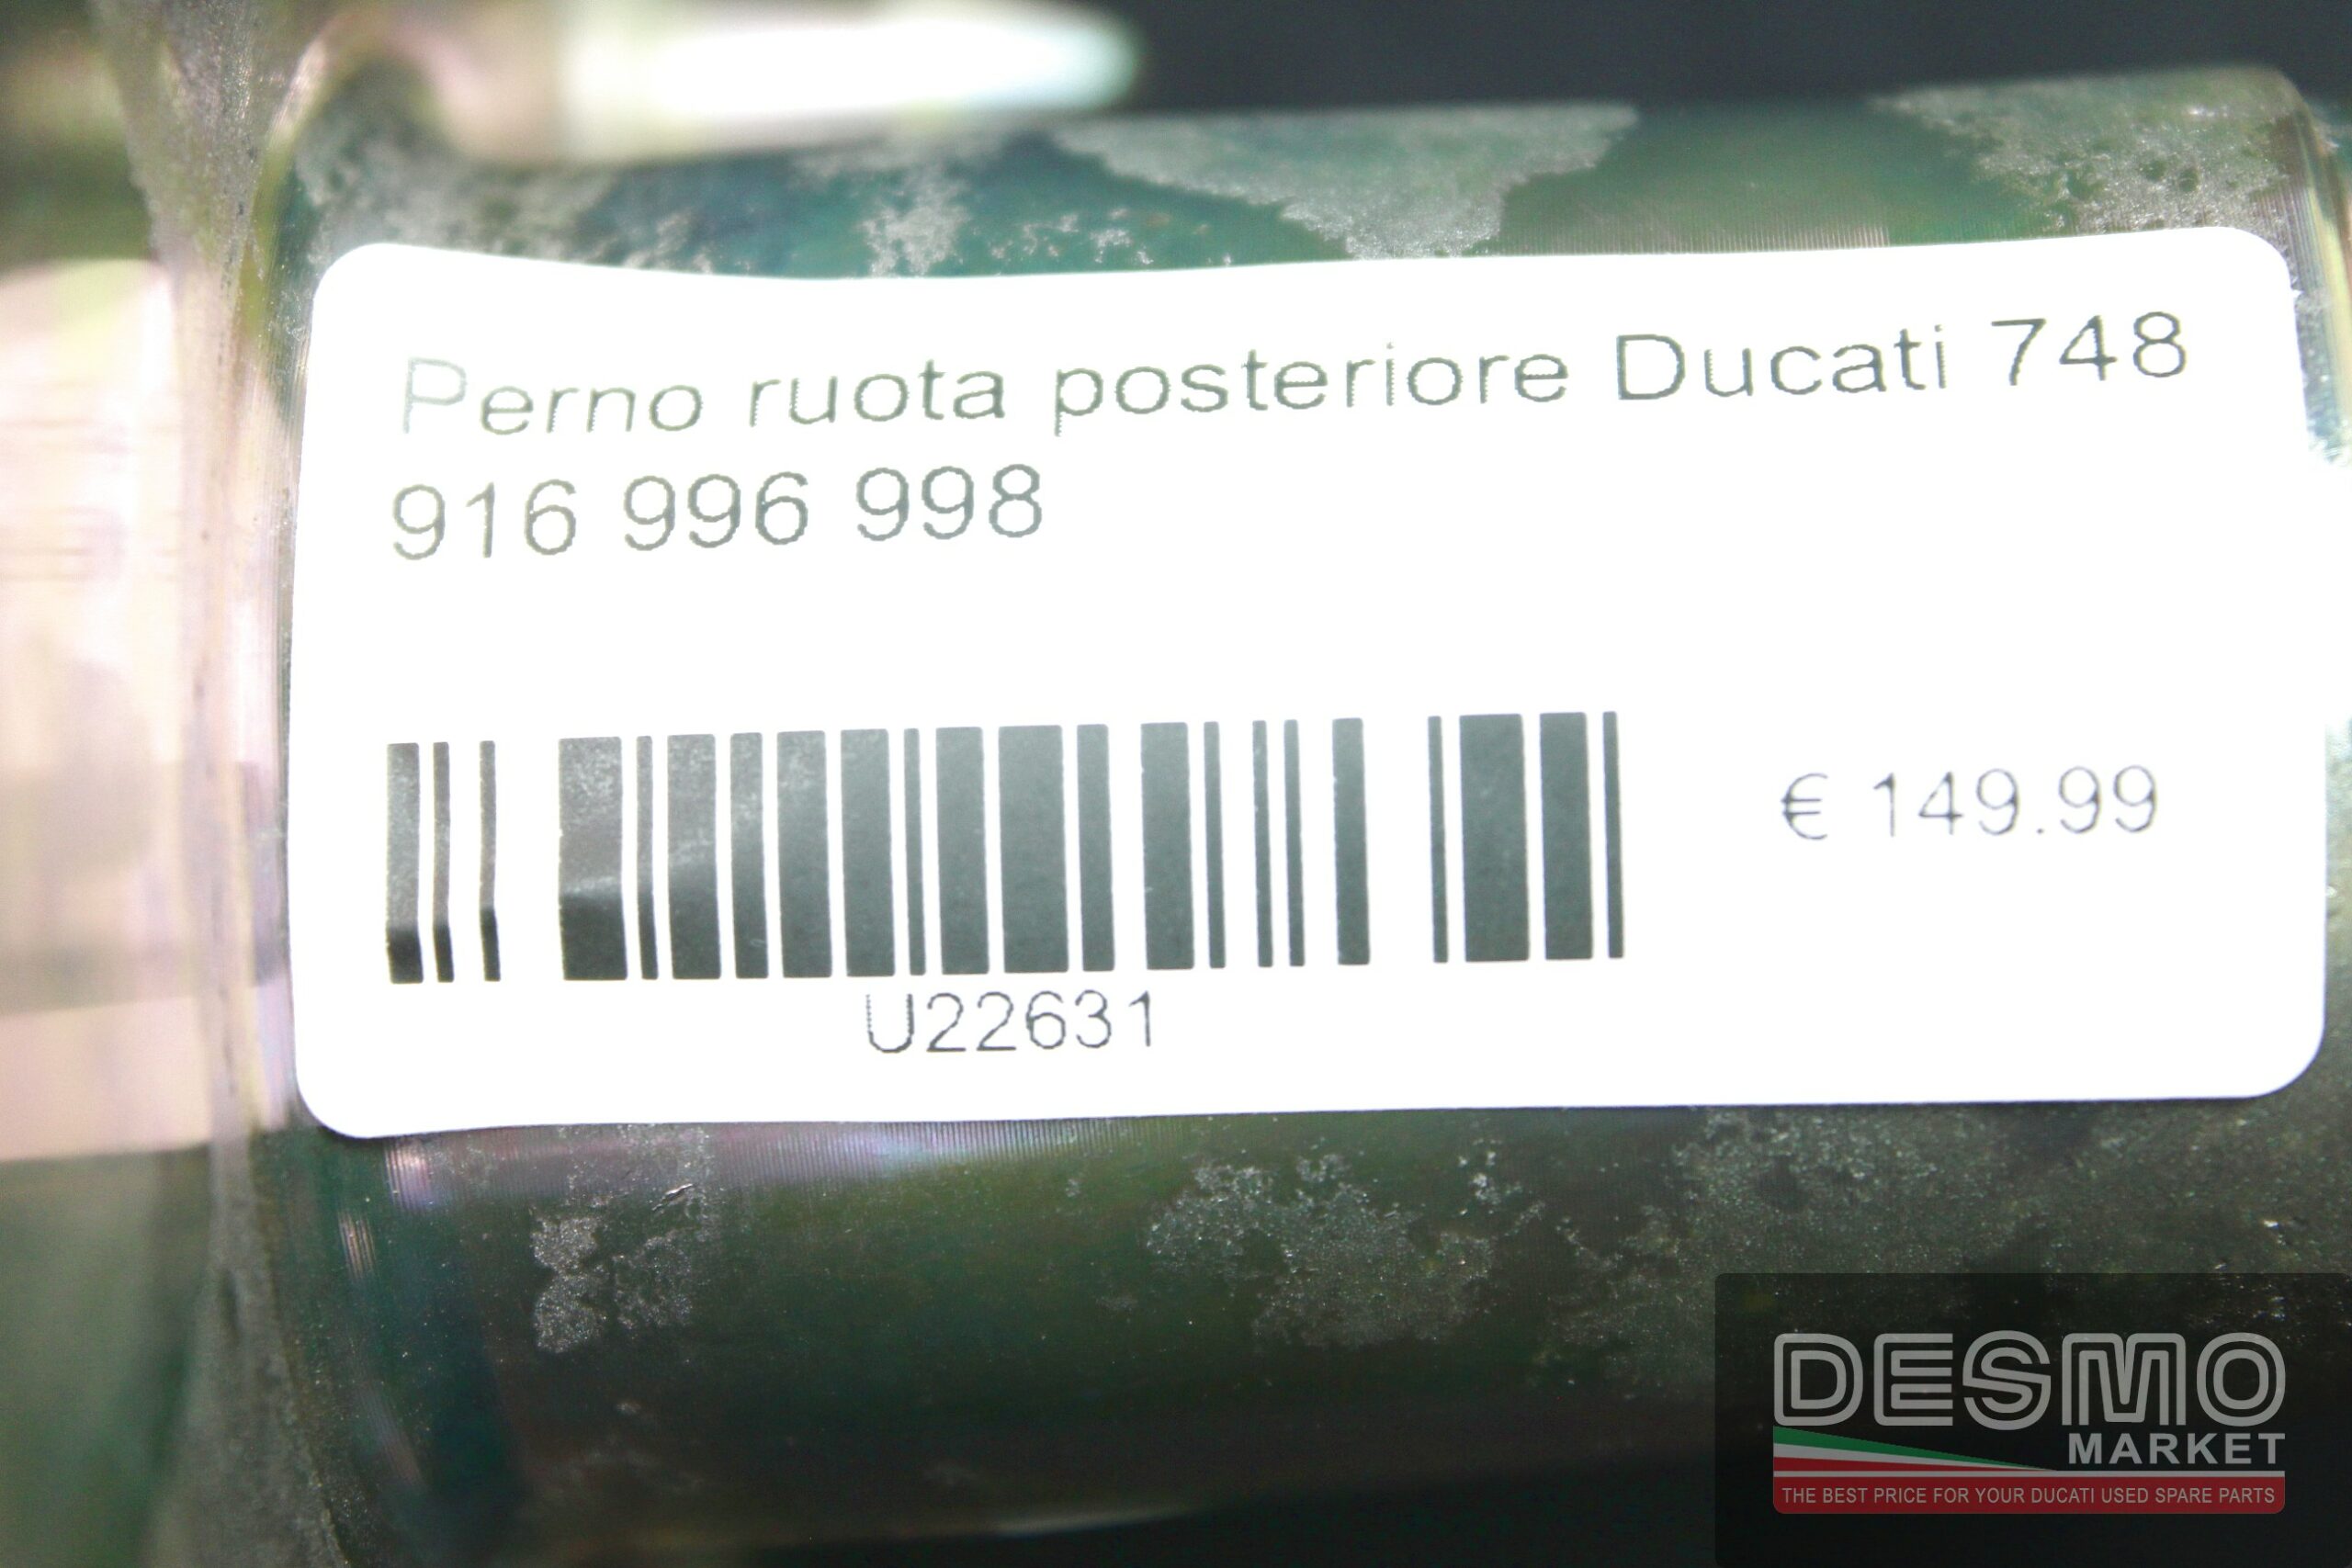 Perno ruota posteriore Ducati 748
916 996 998
€ 149.99
U22631
DESMO
MARKET
THE BEST PRICE FOR YOUR DUCATI USED SPARE PARTS